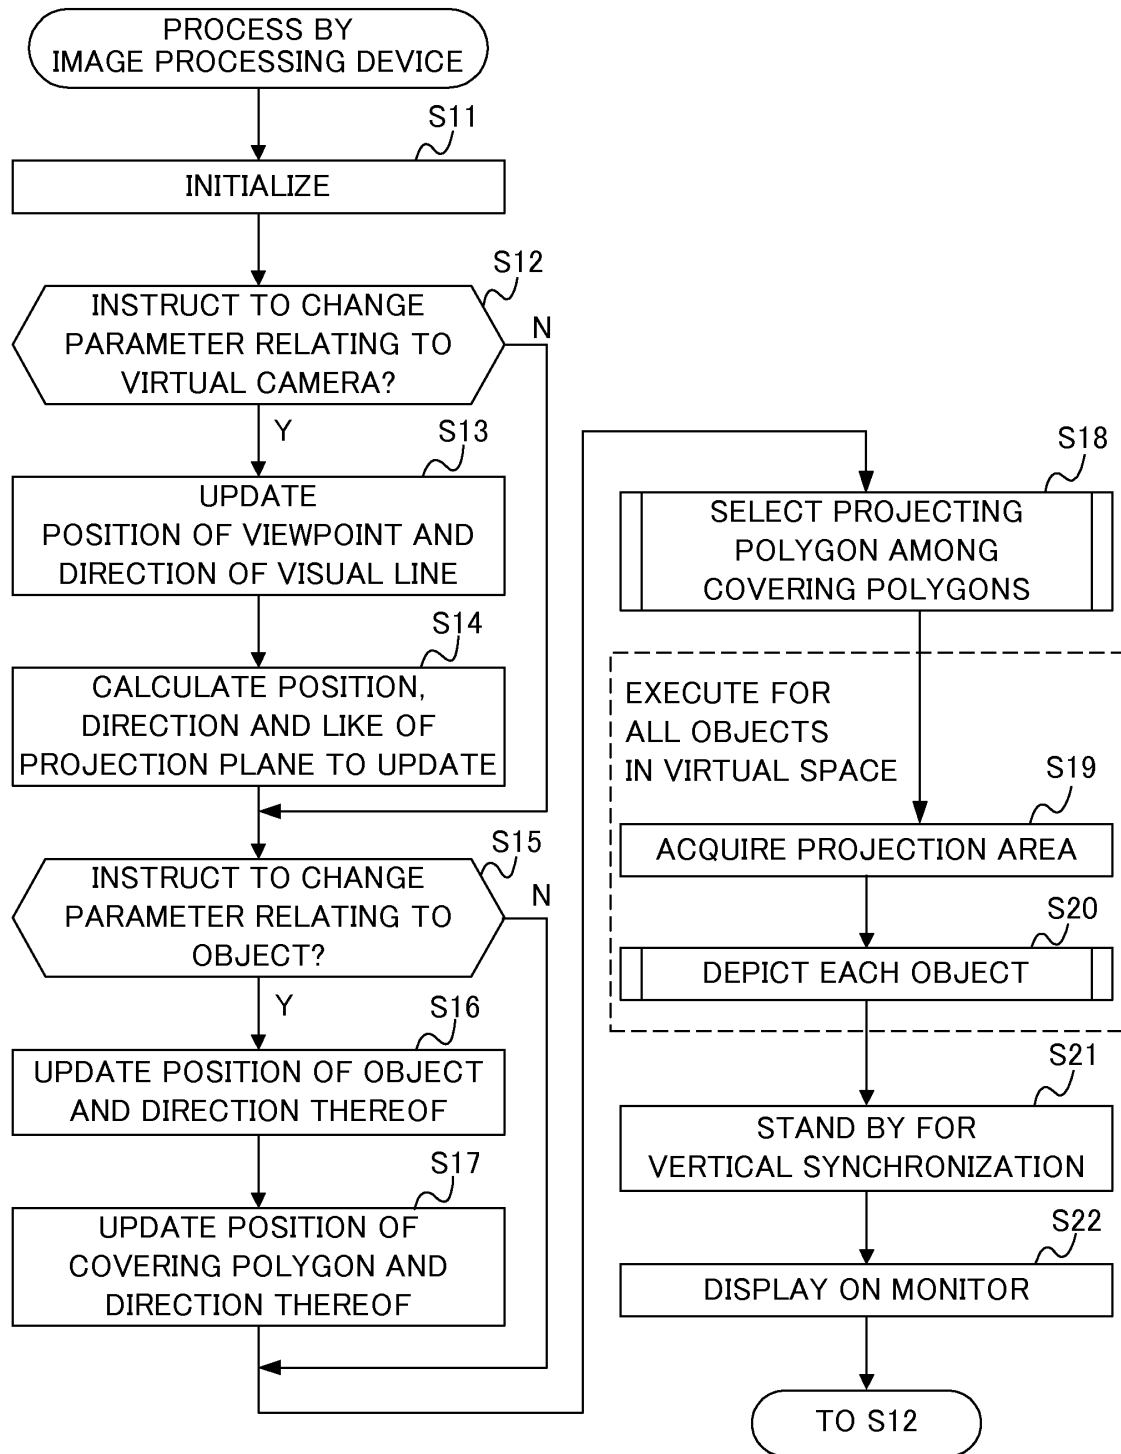 PROCESS BY
IMAGE PROCESSING DEVICE
S11
INITIALIZE
S12
INSTRUCT TO CHANGE
PARAMETER RELATING TO
VIRTUAL CAMERA?
N
Y
S13
UPDATE
POSITION OF VIEWPOINT AND
DIRECTION OF VISUAL LINE
S14
CALCULATE POSITION,
DIRECTION AND LIKE OF
PROJECTION PLANE TO UPDATE
S15
INSTRUCT TO CHANGE
PARAMETER RELATING TO
OBJECT?
N
Y
S16
UPDATE POSITION OF OBJECT
AND DIRECTION THEREOF
S17
UPDATE POSITION OF
COVERING POLYGON AND
DIRECTION THEREOF
S18
SELECT PROJECTING
POLYGON AMONG
COVERING POLYGONS
EXECUTE FOR
ALL OBJECTS
IN VIRTUAL SPACE
S19
ACQUIRE PROJECTION AREA
S20
DEPICT EACH OBJECT
S21
STAND BY FOR
VERTICAL SYNCHRONIZATION
S22
DISPLAY ON MONITOR
TO S12